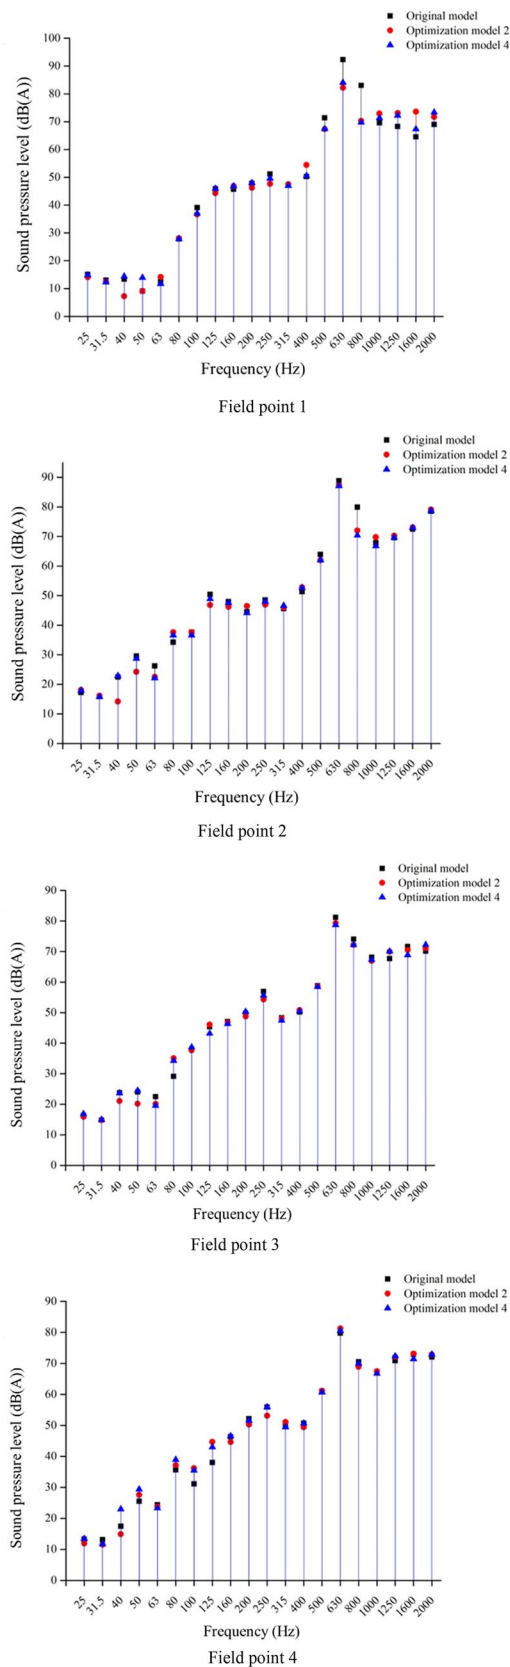 Original model
Optimization model 2
Optimization model 4
Sound pressure level (dB(A))
100
90
80
70
60
50
40
30
20
10
0
25 31.5 40 50 63 80 100 125 160 200 250 315 400 500 630 800 1000 1250 1600 2000
Frequency (Hz)
Field point 1
Original model
Optimization model 2
Optimization model 4
Sound pressure level (dB(A))
90
80
70
60
50
40
30
20
10
0
25 31.5 40 50 63 80 100 125 160 200 250 315 400 500 630 800 1000 1250 1600 2000
Frequency (Hz)
Field point 2
Original model
Optimization model 2
Optimization model 4
Sound pressure level (dB(A))
90
80
70
60
50
40
30
20
10
0
25 31.5 40 50 63 80 100 125 160 200 250 315 400 500 630 800 1000 1250 1600 2000
Frequency (Hz)
Field point 3
Original model
Optimization model 2
Optimization model 4
Sound pressure level (dB(A))
90
80
70
60
50
40
30
20
10
0
25 31.5 40 50 63 80 100 125 160 200 250 315 400 500 630 800 1000 1250 1600 2000
Frequency (Hz)
Field point 4